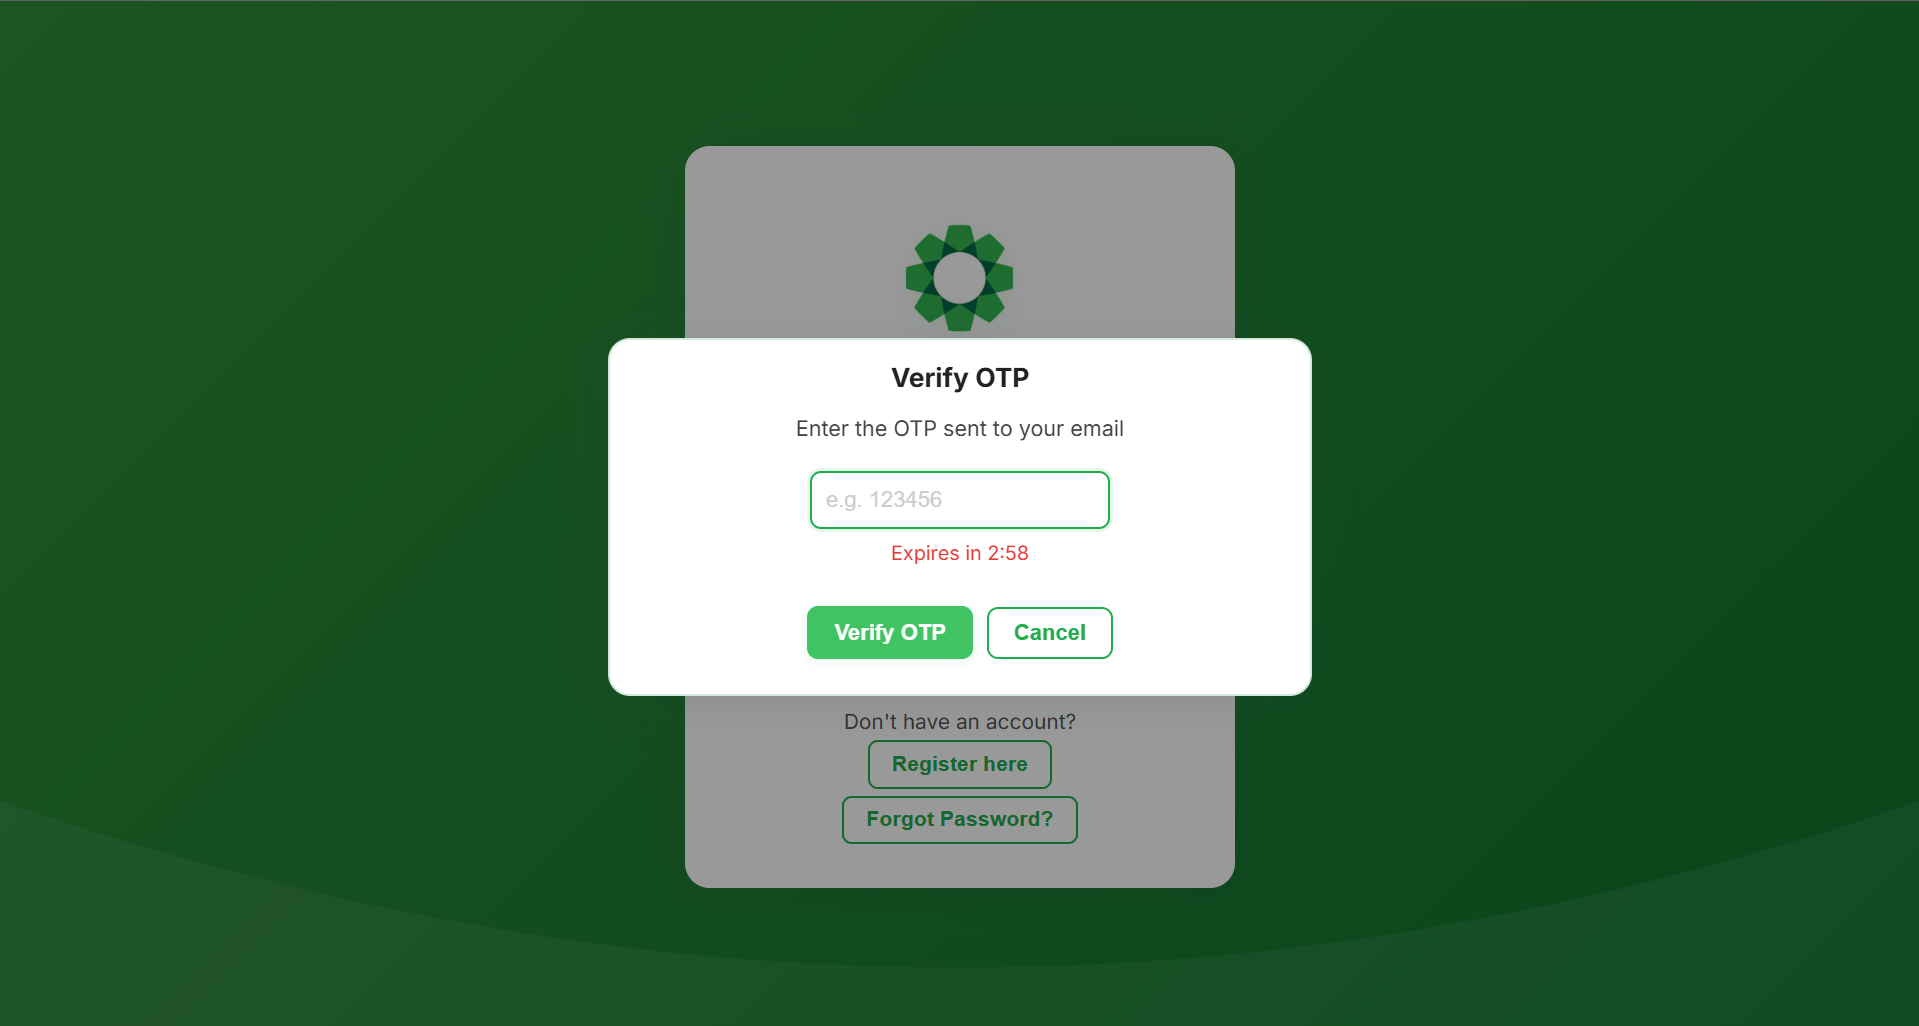 Verify OTP
Enter the OTP sent to your email
e.g. 123456
Expires in 2:58
Verify OTP
Cancel
Don't have an account?
Register here
Forgot Password?